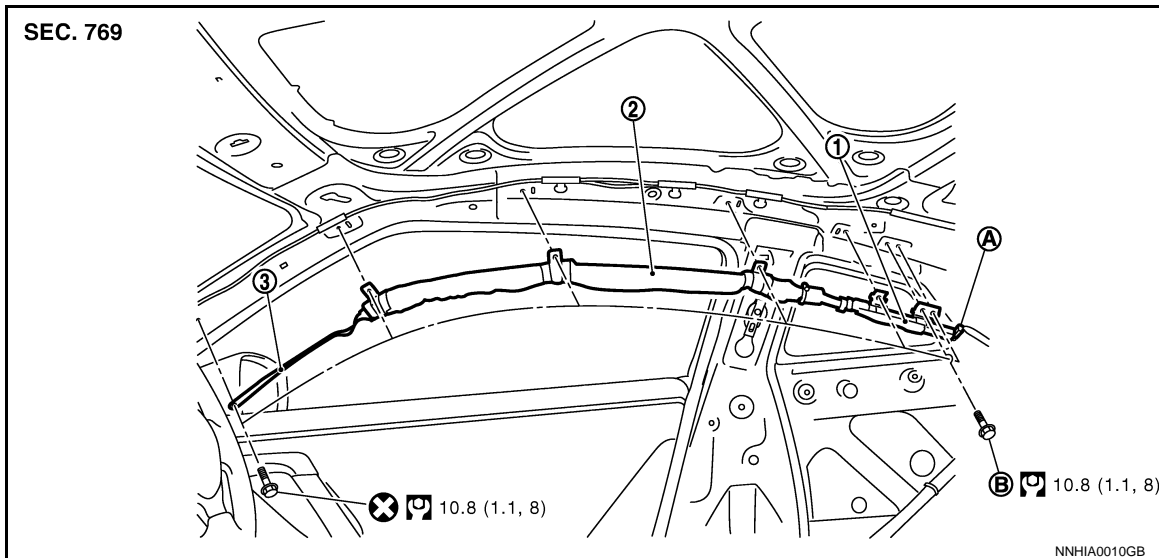 SEC. 769
2
1
A
3
B 10.8 (1.1, 8)
10.8 (1.1, 8)
NNHIA0010GB